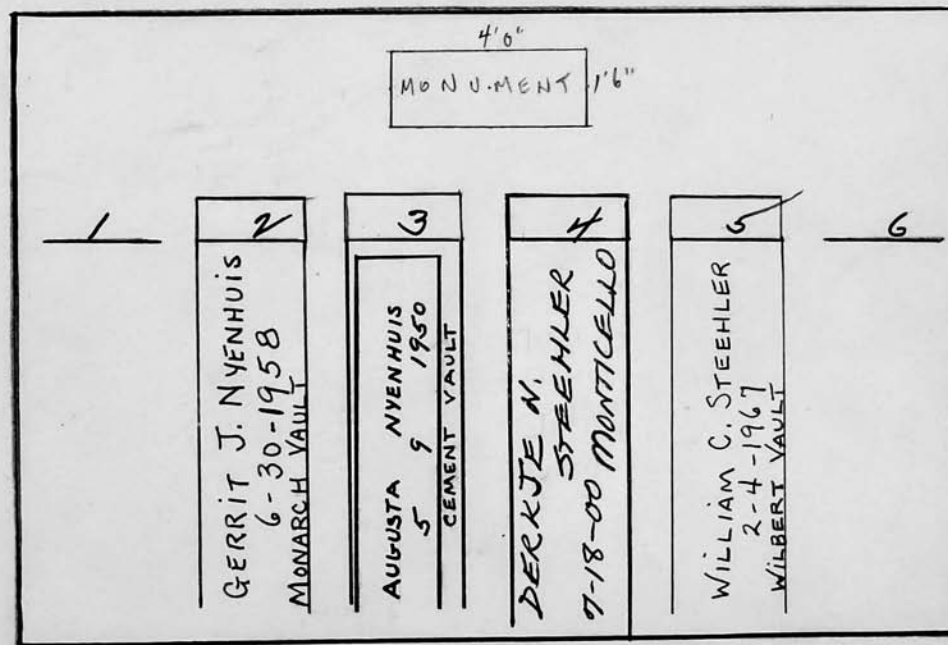 4'0"
MONUMENT 1'6"
1 2 3 4 5 6
GERRIT J. NYENHUIS
6-30-1958
MONARCH VAULT
AUGUSTA NYENHUIS
5 9 1950
CEMENT VAULT
DERKJE N.
STEEHLER
7-18-00 MONTICELLO
WILLIAM C. STEEHLER
2-4-1967
WILBERT VAULT